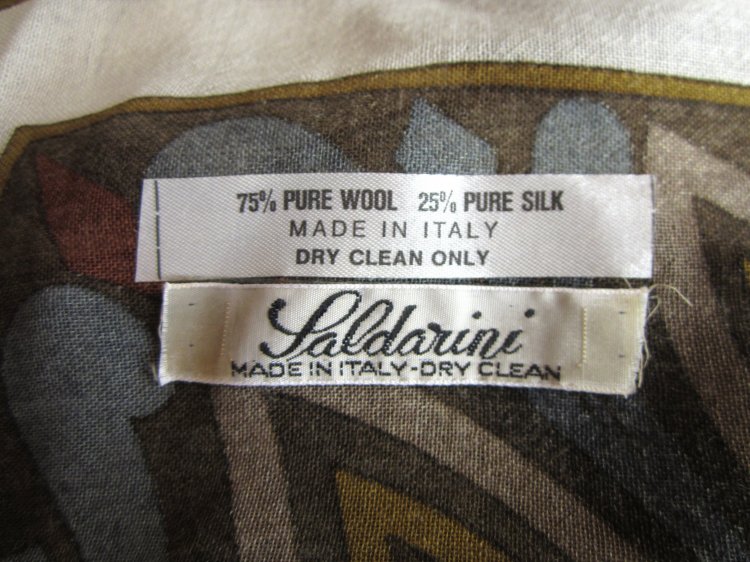 75% PURE WOOL 25% PURE SILK
MADE IN ITALY
DRY CLEAN ONLY
Saldarini
MADE IN ITALY-DRY CLEAN